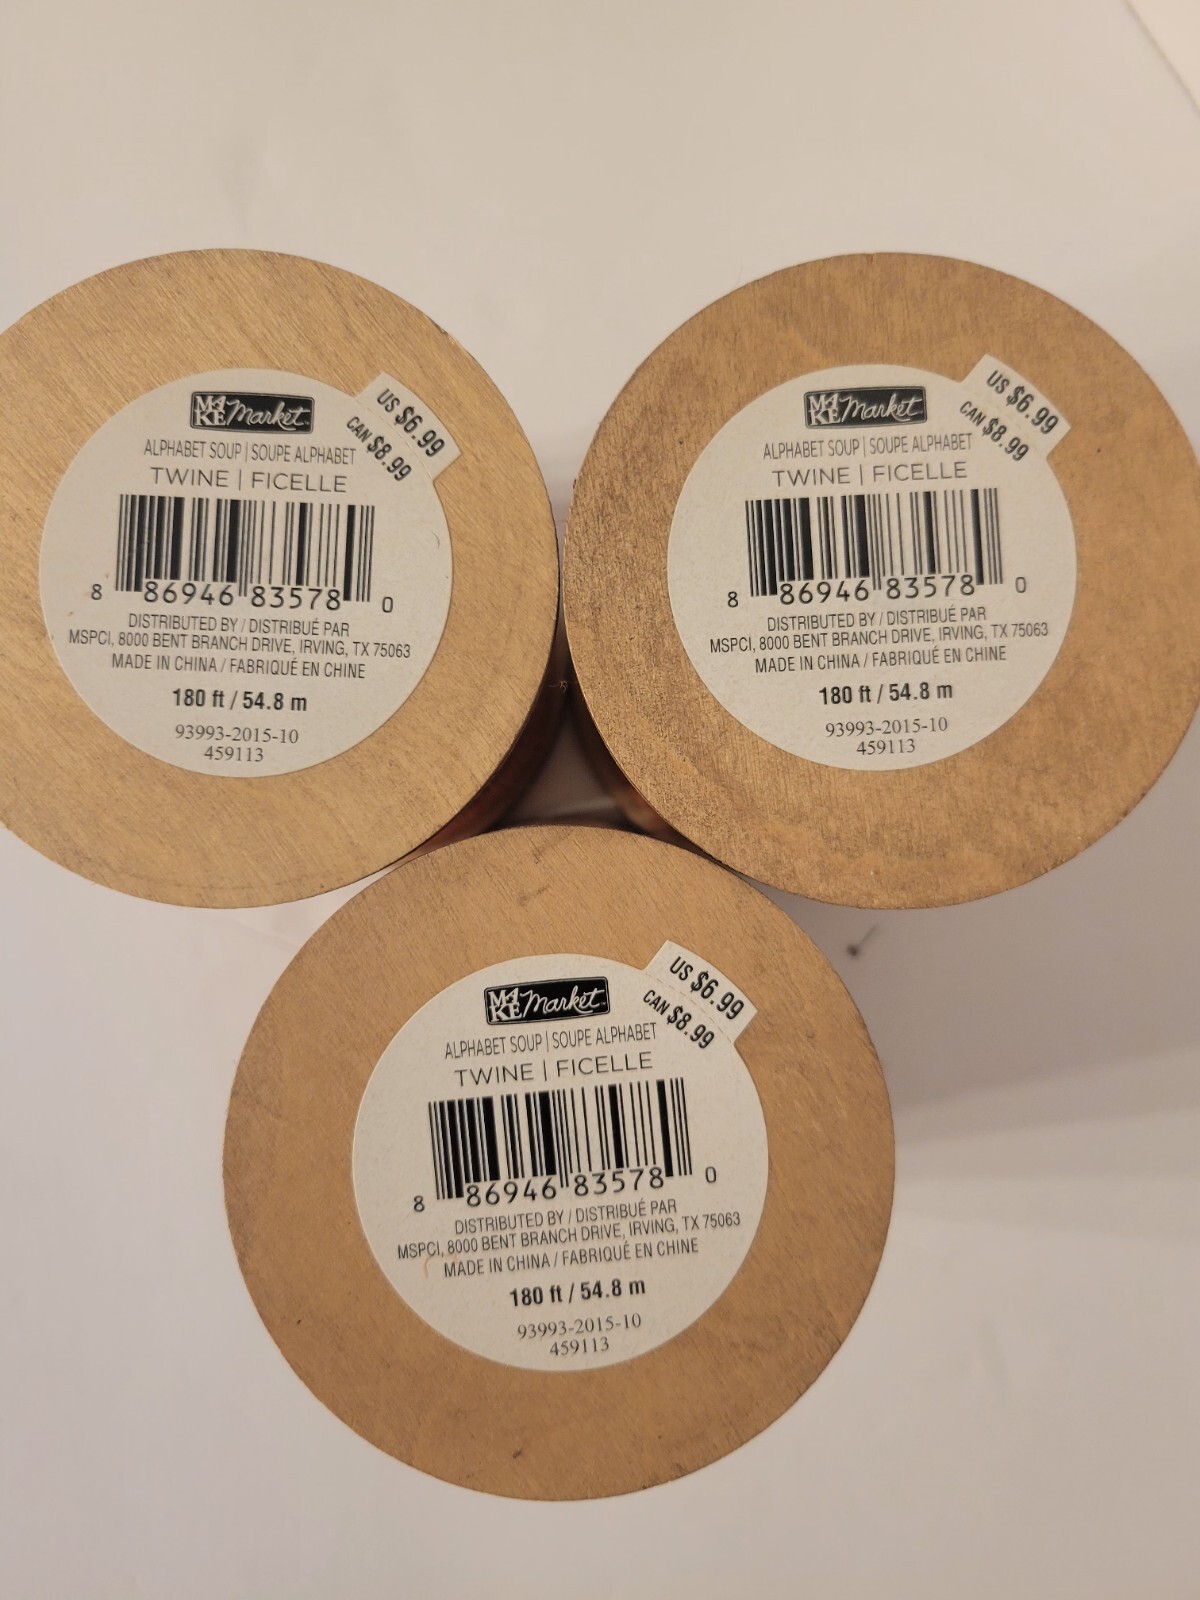 MAKE Market
US $6.99
CAN $8.99
ALPHABET SOUP | SOUPE ALPHABET
TWINE | FICELLE
8 86946 83578 0
DISTRIBUTED BY / DISTRIBUÉ PAR
MSPCI, 8000 BENT BRANCH DRIVE, IRVING, TX 75063
MADE IN CHINA / FABRIQUÉ EN CHINE
180 ft / 54.8 m
93993-2015-10
459113
MAKE Market
US $6.99
CAN $8.99
ALPHABET SOUP | SOUPE ALPHABET
TWINE | FICELLE
8 86946 83578 0
DISTRIBUTED BY / DISTRIBUÉ PAR
MSPCI, 8000 BENT BRANCH DRIVE, IRVING, TX 75063
MADE IN CHINA / FABRIQUÉ EN CHINE
180 ft / 54.8 m
93993-2015-10
459113
MAKE Market
US $6.99
CAN $8.99
ALPHABET SOUP | SOUPE ALPHABET
TWINE | FICELLE
8 86946 83578 0
DISTRIBUTED BY / DISTRIBUÉ PAR
MSPCI, 8000 BENT BRANCH DRIVE, IRVING, TX 75063
MADE IN CHINA / FABRIQUÉ EN CHINE
180 ft / 54.8 m
93993-2015-10
459113